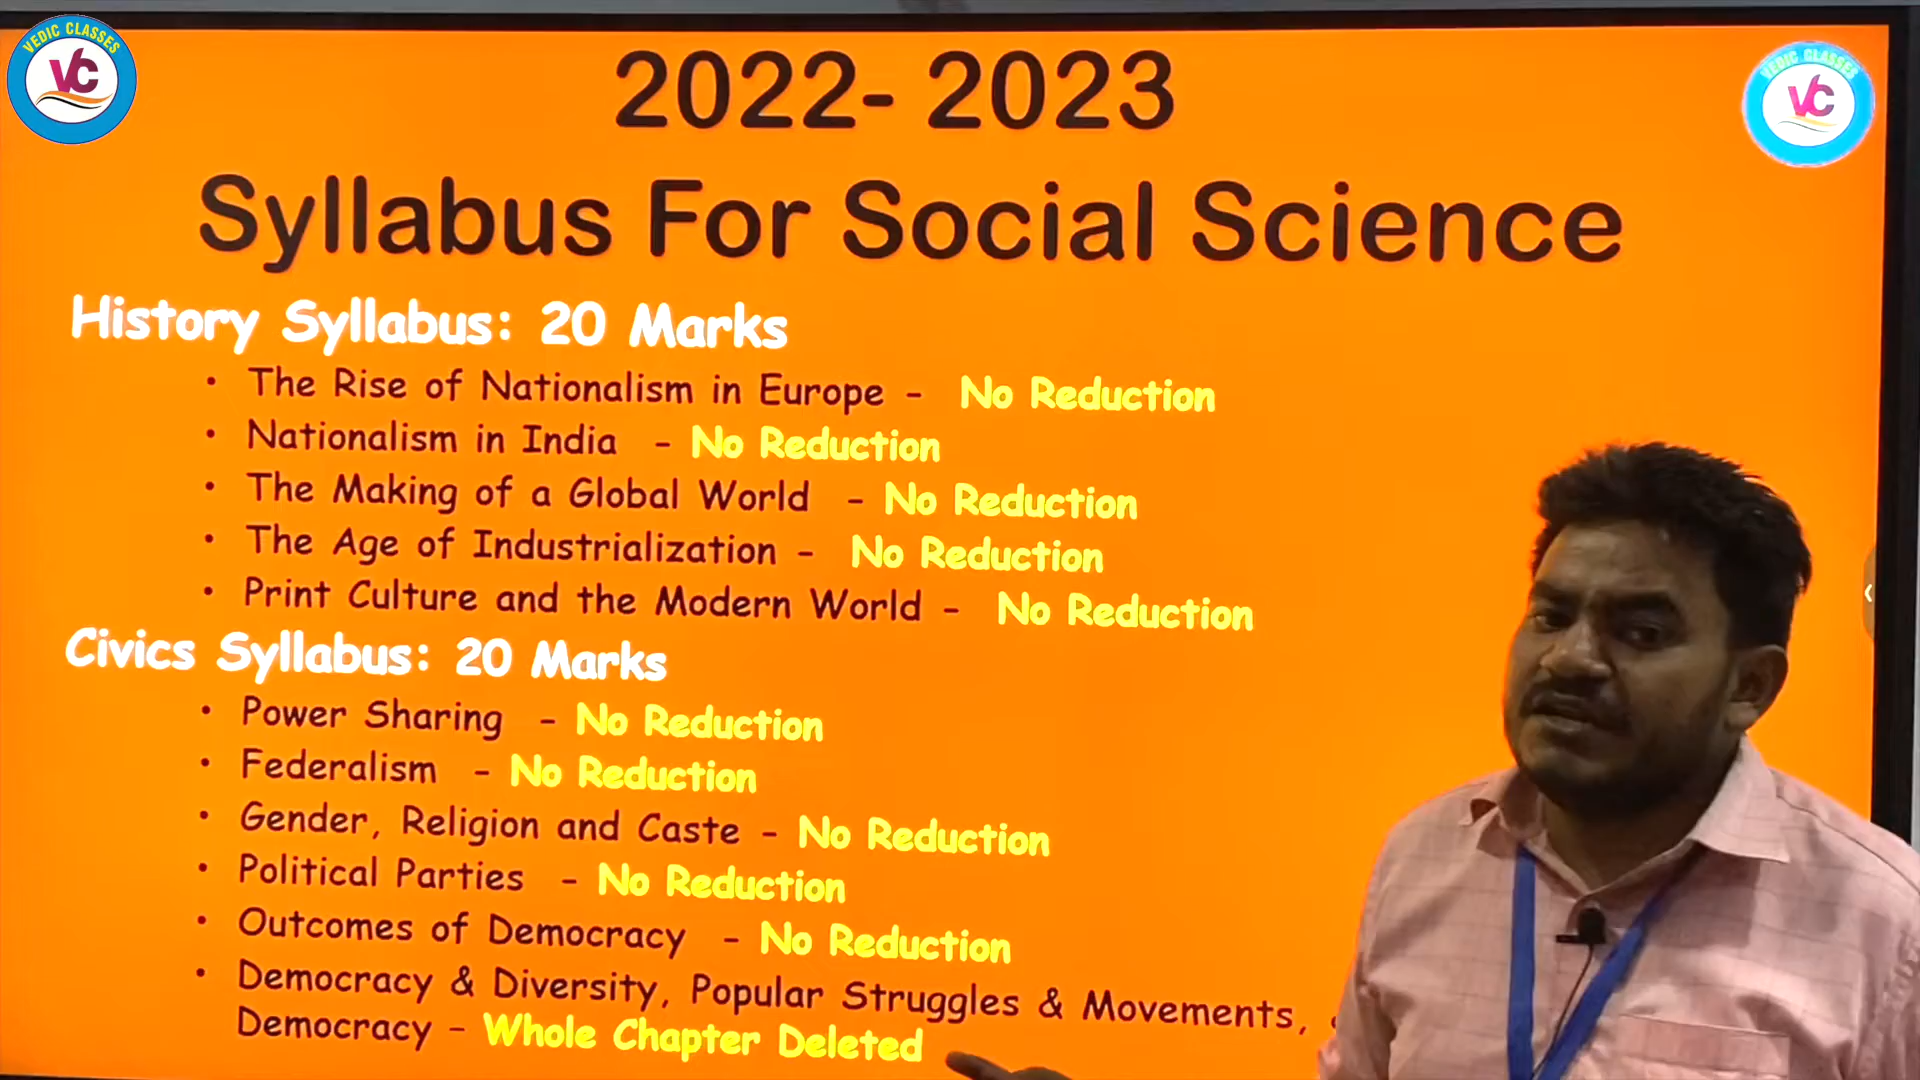 VEDIC CLASSES
VC
VEDIC CLASSES
VC
2022- 2023
Syllabus For Social Science
History Syllabus: 20 Marks
• The Rise of Nationalism in Europe - No Reduction
• Nationalism in India - No Reduction
• The Making of a Global World - No Reduction
• The Age of Industrialization - No Reduction
• Print Culture and the Modern World - No Reduction
Civics Syllabus: 20 Marks
• Power Sharing - No Reduction
• Federalism - No Reduction
• Gender, Religion and Caste - No Reduction
• Political Parties - No Reduction
• Outcomes of Democracy - No Reduction
• Democracy & Diversity, Popular Struggles & Movements,
Democracy - Whole Chapter Deleted